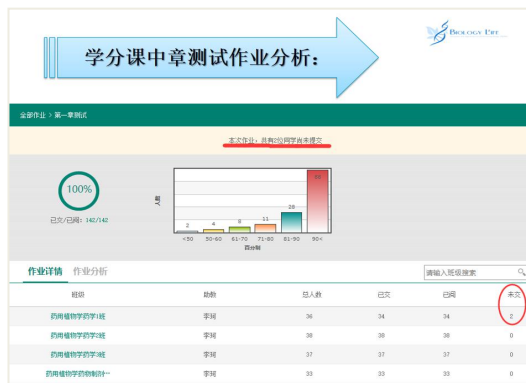 学分课中章测试作业分析：
BIOLOGY LIFE
全部作业 > 第一章测试
本次作业：共有2位同学尚未提交
100%
已交/已阅: 142/142
人数
2 4 8 11 28
<50 50-60 61-70 71-80 81-90 90<
百分制
作业详情 作业分析
请输入班级搜索
班级 助教 总人数 已交 已阅 未交
药用植物学药学1班 李珂 36 34 34 2
药用植物学药学2班 李珂 38 38 38 0
药用植物学药学3班 李珂 37 37 37 0
药用植物学药物制剂… 李珂 33 33 33 0